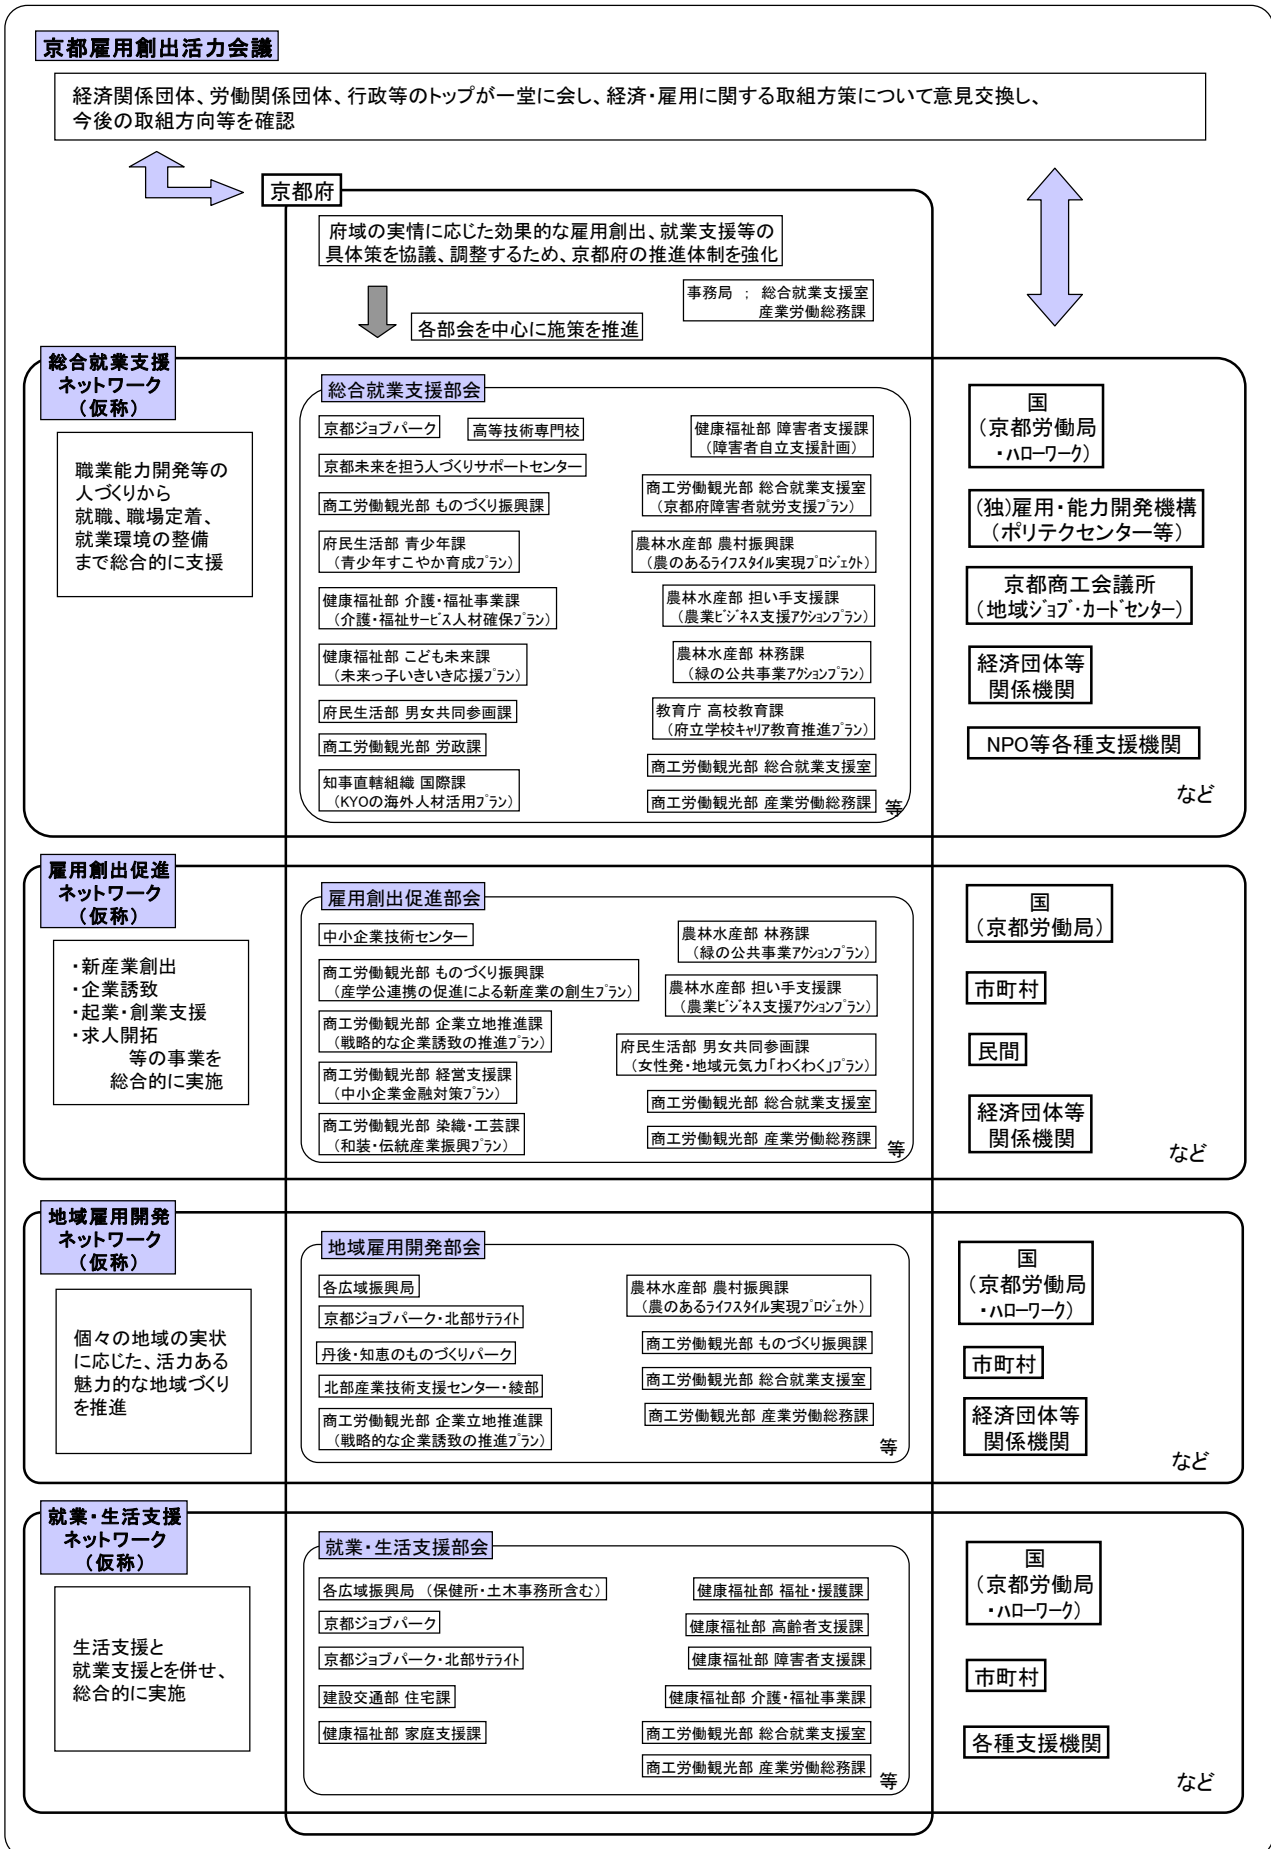 京都雇用創出活力会議
経済関係団体、労働関係団体、行政等のトップが一堂に会し、経済・雇用に関する取組方策について意見交換し、
今後の取組方向等を確認
京都府
府域の実情に応じた効果的な雇用創出、就業支援等の
具体策を協議、調整するため、京都府の推進体制を強化
事務局 ； 総合就業支援室
産業労働総務課
各部会を中心に施策を推進
総合就業支援
ネットワーク
（仮称）
職業能力開発等の
人づくりから
就職、職場定着、
就業環境の整備
まで総合的に支援
総合就業支援部会
京都ジョブパーク
高等技術専門校
京都未来を担う人づくりサポートセンター
商工労働観光部 ものづくり振興課
府民生活部 青少年課
（青少年すこやか育成プラン）
健康福祉部 介護・福祉事業課
（介護・福祉サービス人材確保プラン）
健康福祉部 こども未来課
（未来っ子いきいき応援プラン）
府民生活部 男女共同参画課
商工労働観光部 労政課
知事直轄組織 国際課
（KYOの海外人材活用プラン）
健康福祉部 障害者支援課
（障害者自立支援計画）
商工労働観光部 総合就業支援室
（京都府障害者就労支援プラン）
農林水産部 農村振興課
（農のあるライフスタイル実現プロジェクト）
農林水産部 担い手支援課
（農業ビジネス支援アクションプラン）
農林水産部 林務課
（緑の公共事業アクションプラン）
教育庁 高校教育課
（府立学校キャリア教育推進プラン）
商工労働観光部 総合就業支援室
商工労働観光部 産業労働総務課
等
国
（京都労働局
・ハローワーク）
（独）雇用・能力開発機構
（ポリテクセンター等）
京都商工会議所
（地域ジョブ・カードセンター）
経済団体等
関係機関
NPO等各種支援機関
など
雇用創出促進
ネットワーク
（仮称）
・新産業創出
・企業誘致
・起業・創業支援
・求人開拓
等の事業を
総合的に実施
雇用創出促進部会
中小企業技術センター
商工労働観光部 ものづくり振興課
（産学公連携の促進による新産業の創生プラン）
商工労働観光部 企業立地推進課
（戦略的な企業誘致の推進プラン）
商工労働観光部 経営支援課
（中小企業金融対策プラン）
商工労働観光部 染織・工芸課
（和装・伝統産業振興プラン）
農林水産部 林務課
（緑の公共事業アクションプラン）
農林水産部 担い手支援課
（農業ビジネス支援アクションプラン）
府民生活部 男女共同参画課
（女性発・地域元気力「わくわく」プラン）
商工労働観光部 総合就業支援室
商工労働観光部 産業労働総務課
等
国
（京都労働局）
市町村
民間
経済団体等
関係機関
など
地域雇用開発
ネットワーク
（仮称）
個々の地域の実状
に応じた、活力ある
魅力的な地域づくり
を推進
地域雇用開発部会
各広域振興局
京都ジョブパーク・北部サテライト
丹後・知恵のものづくりパーク
北部産業技術支援センター・綾部
商工労働観光部 企業立地推進課
（戦略的な企業誘致の推進プラン）
農林水産部 農村振興課
（農のあるライフスタイル実現プロジェクト）
商工労働観光部 ものづくり振興課
商工労働観光部 総合就業支援室
商工労働観光部 産業労働総務課
等
国
（京都労働局
・ハローワーク）
市町村
経済団体等
関係機関
など
就業・生活支援
ネットワーク
（仮称）
生活支援と
就業支援とを併せ、
総合的に実施
就業・生活支援部会
各広域振興局 （保健所・土木事務所含む）
京都ジョブパーク
京都ジョブパーク・北部サテライト
建設交通部 住宅課
健康福祉部 家庭支援課
健康福祉部 福祉・援護課
健康福祉部 高齢者支援課
健康福祉部 障害者支援課
健康福祉部 介護・福祉事業課
商工労働観光部 総合就業支援室
商工労働観光部 産業労働総務課
等
国
（京都労働局
・ハローワーク）
市町村
各種支援機関
など